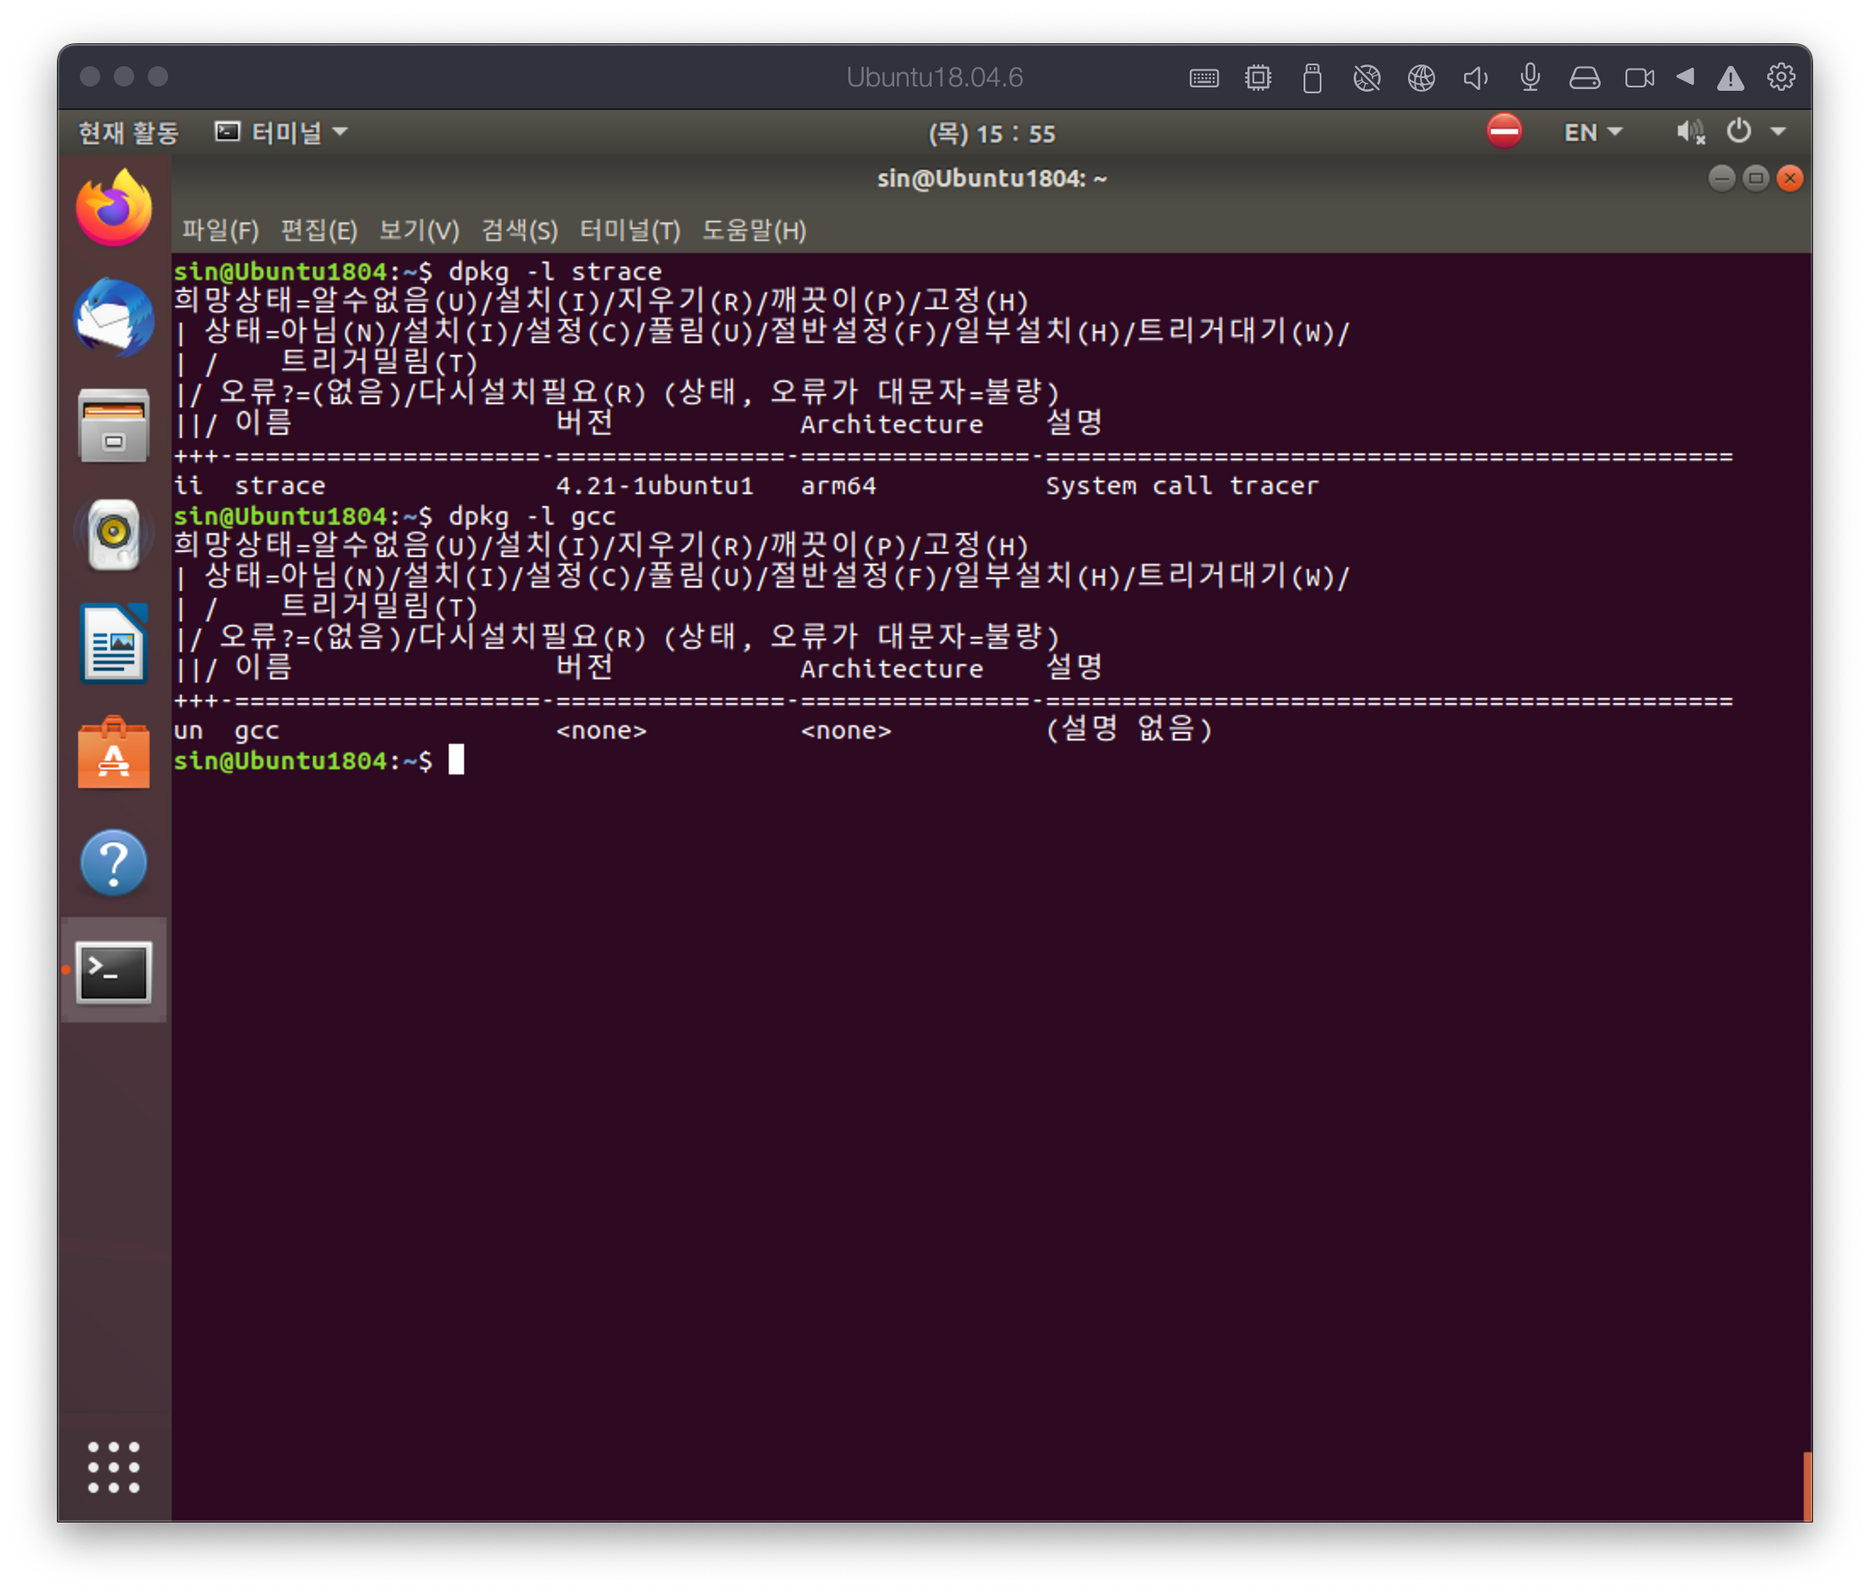 Ubuntu18.04.6
현재 활동 터미널 (목) 15 : 55 EN
sin@Ubuntu1804: ~
파일(F) 편집(E) 보기(V) 검색(S) 터미널(T) 도움말(H)
sin@Ubuntu1804:~$ dpkg -l strace
희망상태=알수없음(U)/설치(I)/지우기(R)/깨끗이(P)/고정(H)
| 상태=아님(N)/설치(I)/설정(C)/풀림(U)/절반설정(F)/일부설치(H)/트리거대기(W)/
| /    트리거밀림(T)
|/ 오류?=(없음)/다시설치필요(R) (상태, 오류가 대문자=불량)
||/ 이름                 버전            Architecture    설명
+++-====================-===============-===============-=============================================
ii  strace               4.21-1ubuntu1   arm64           System call tracer
sin@Ubuntu1804:~$ dpkg -l gcc
희망상태=알수없음(U)/설치(I)/지우기(R)/깨끗이(P)/고정(H)
| 상태=아님(N)/설치(I)/설정(C)/풀림(U)/절반설정(F)/일부설치(H)/트리거대기(W)/
| /    트리거밀림(T)
|/ 오류?=(없음)/다시설치필요(R) (상태, 오류가 대문자=불량)
||/ 이름                 버전            Architecture    설명
+++-====================-===============-===============-=============================================
un  gcc                  <none>          <none>          (설명 없음)
sin@Ubuntu1804:~$